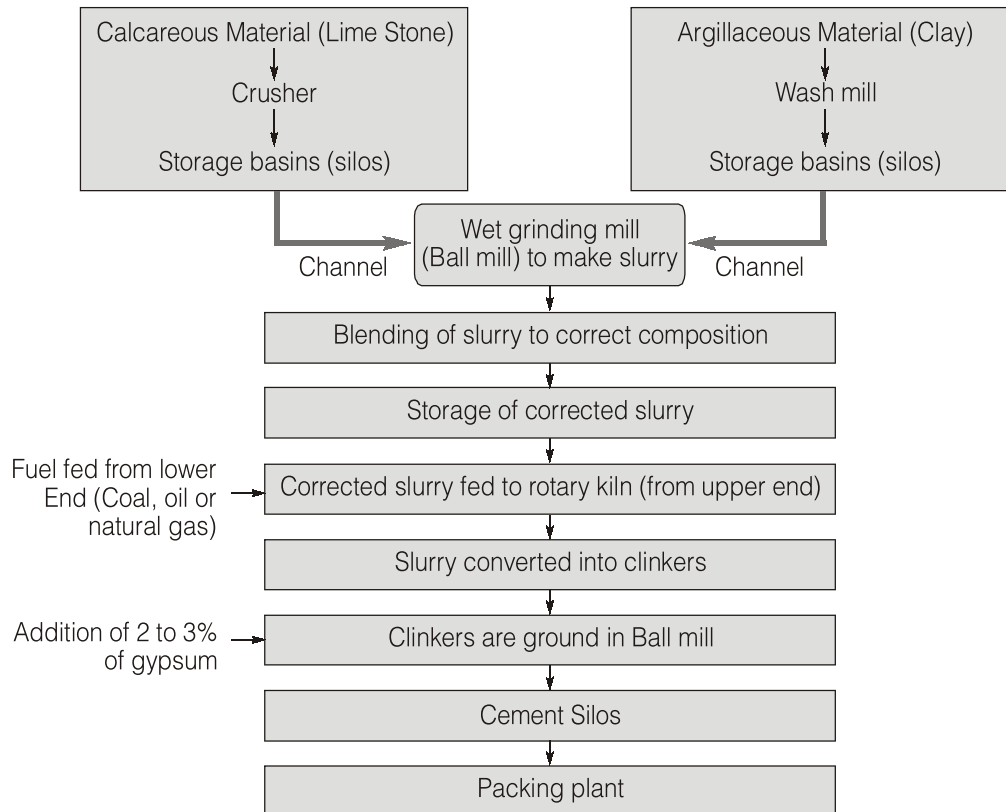 Calcareous Material (Lime Stone)
Crusher
Storage basins (silos)
Argillaceous Material (Clay)
Wash mill
Storage basins (silos)
Channel
Wet grinding mill
(Ball mill) to make slurry
Channel
Blending of slurry to correct composition
Storage of corrected slurry
Fuel fed from lower
End (Coal, oil or
natural gas)
Corrected slurry fed to rotary kiln (from upper end)
Slurry converted into clinkers
Addition of 2 to 3%
of gypsum
Clinkers are ground in Ball mill
Cement Silos
Packing plant